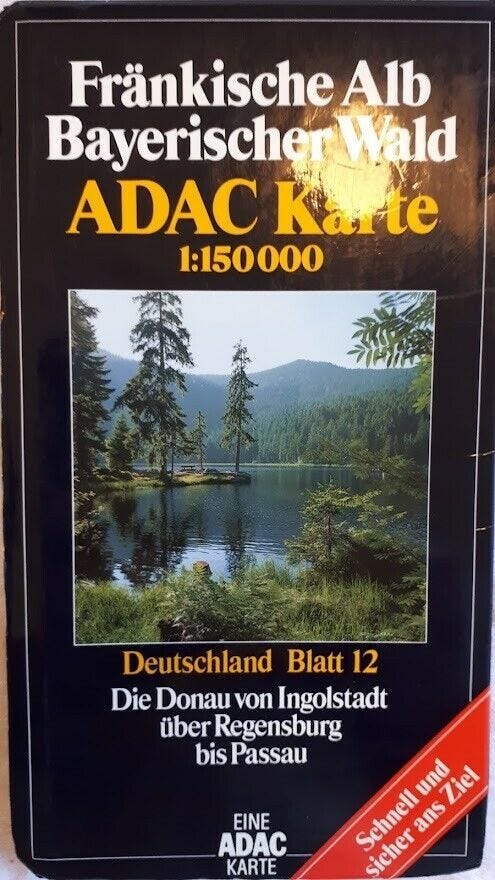 Fränkische Alb
Bayerischer Wald
ADAC Karte
1:150 000
Deutschland Blatt 12
Die Donau von Ingolstadt
über Regensburg
bis Passau
Schnell und
sicher ans Ziel
EINE
ADAC
KARTE